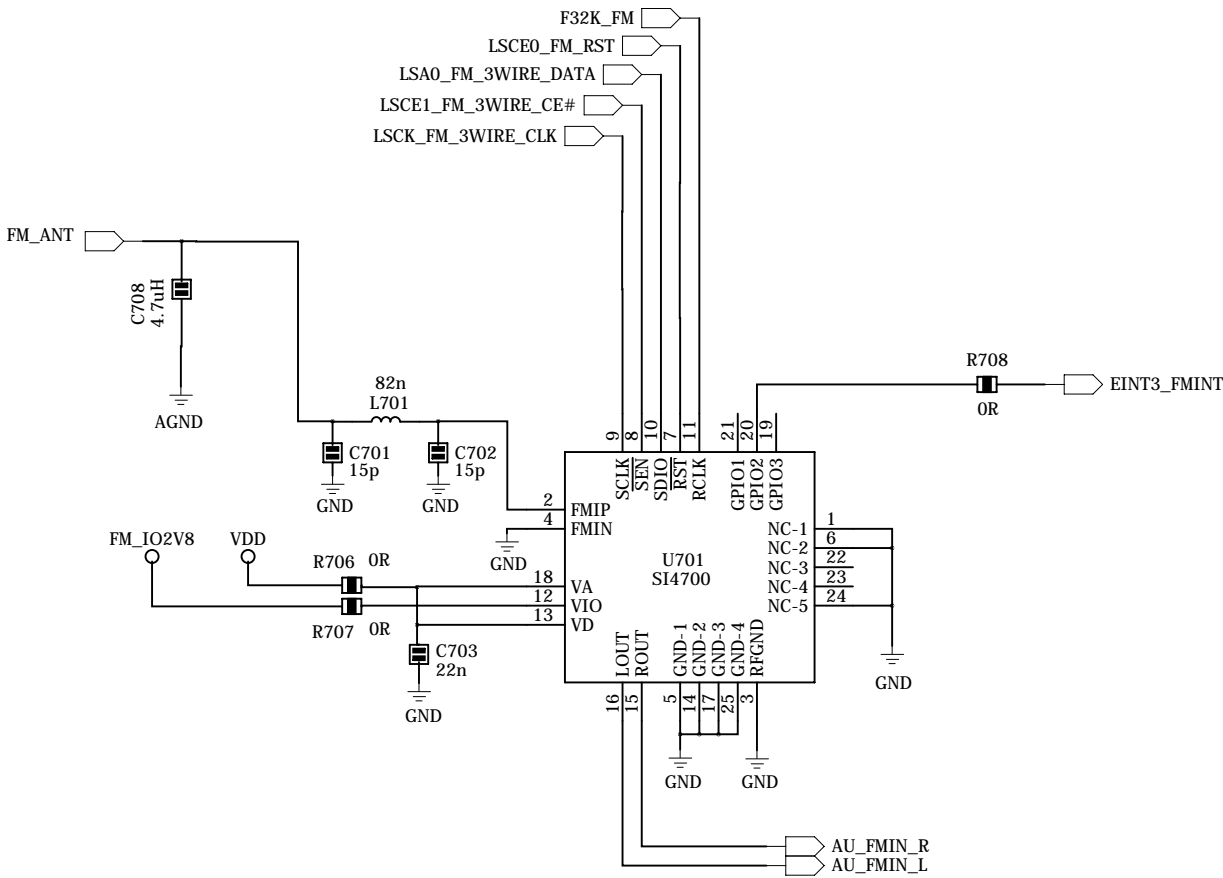 F32K_FM
LSCE0_FM_RST
LSA0_FM_3WIRE_DATA
LSCE1_FM_3WIRE_CE#
LSCK_FM_3WIRE_CLK
FM_ANT
C708
4.7uH
AGND
82n
L701
C701
15p
GND
C702
15p
GND
R708
0R
EINT3_FMINT
9
8
10
7
11
21
20
19
SCLK
SEN
SDIO
RST
RCLK
GPIO1
GPIO2
GPIO3
2
FMIP
4
FMIN
GND
U701
SI4700
NC-1
1
NC-2
6
NC-3
22
NC-4
23
NC-5
24
GND
FM_IO2V8
VDD
R706
0R
R707
0R
18
VA
12
VIO
13
VD
C703
22n
GND
LOUT
ROUT
GND-1
GND-2
GND-3
GND-4
RFGND
16
15
5
14
17
25
3
GND
GND
AU_FMIN_R
AU_FMIN_L